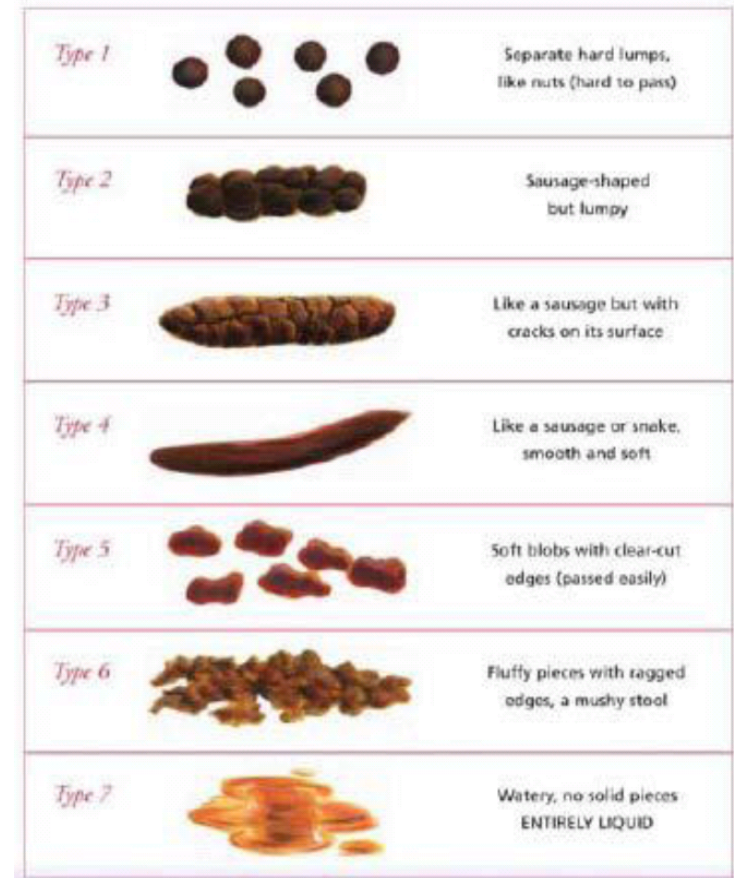 Type 1
Separate hard lumps,
like nuts (hard to pass)
Type 2
Sausage-shaped
but lumpy
Type 3
Like a sausage but with
cracks on its surface
Type 4
Like a sausage or snake,
smooth and soft
Type 5
Soft blobs with clear-cut
edges (passed easily)
Type 6
Fluffy pieces with ragged
edges, a mushy stool
Type 7
Watery, no solid pieces
ENTIRELY LIQUID